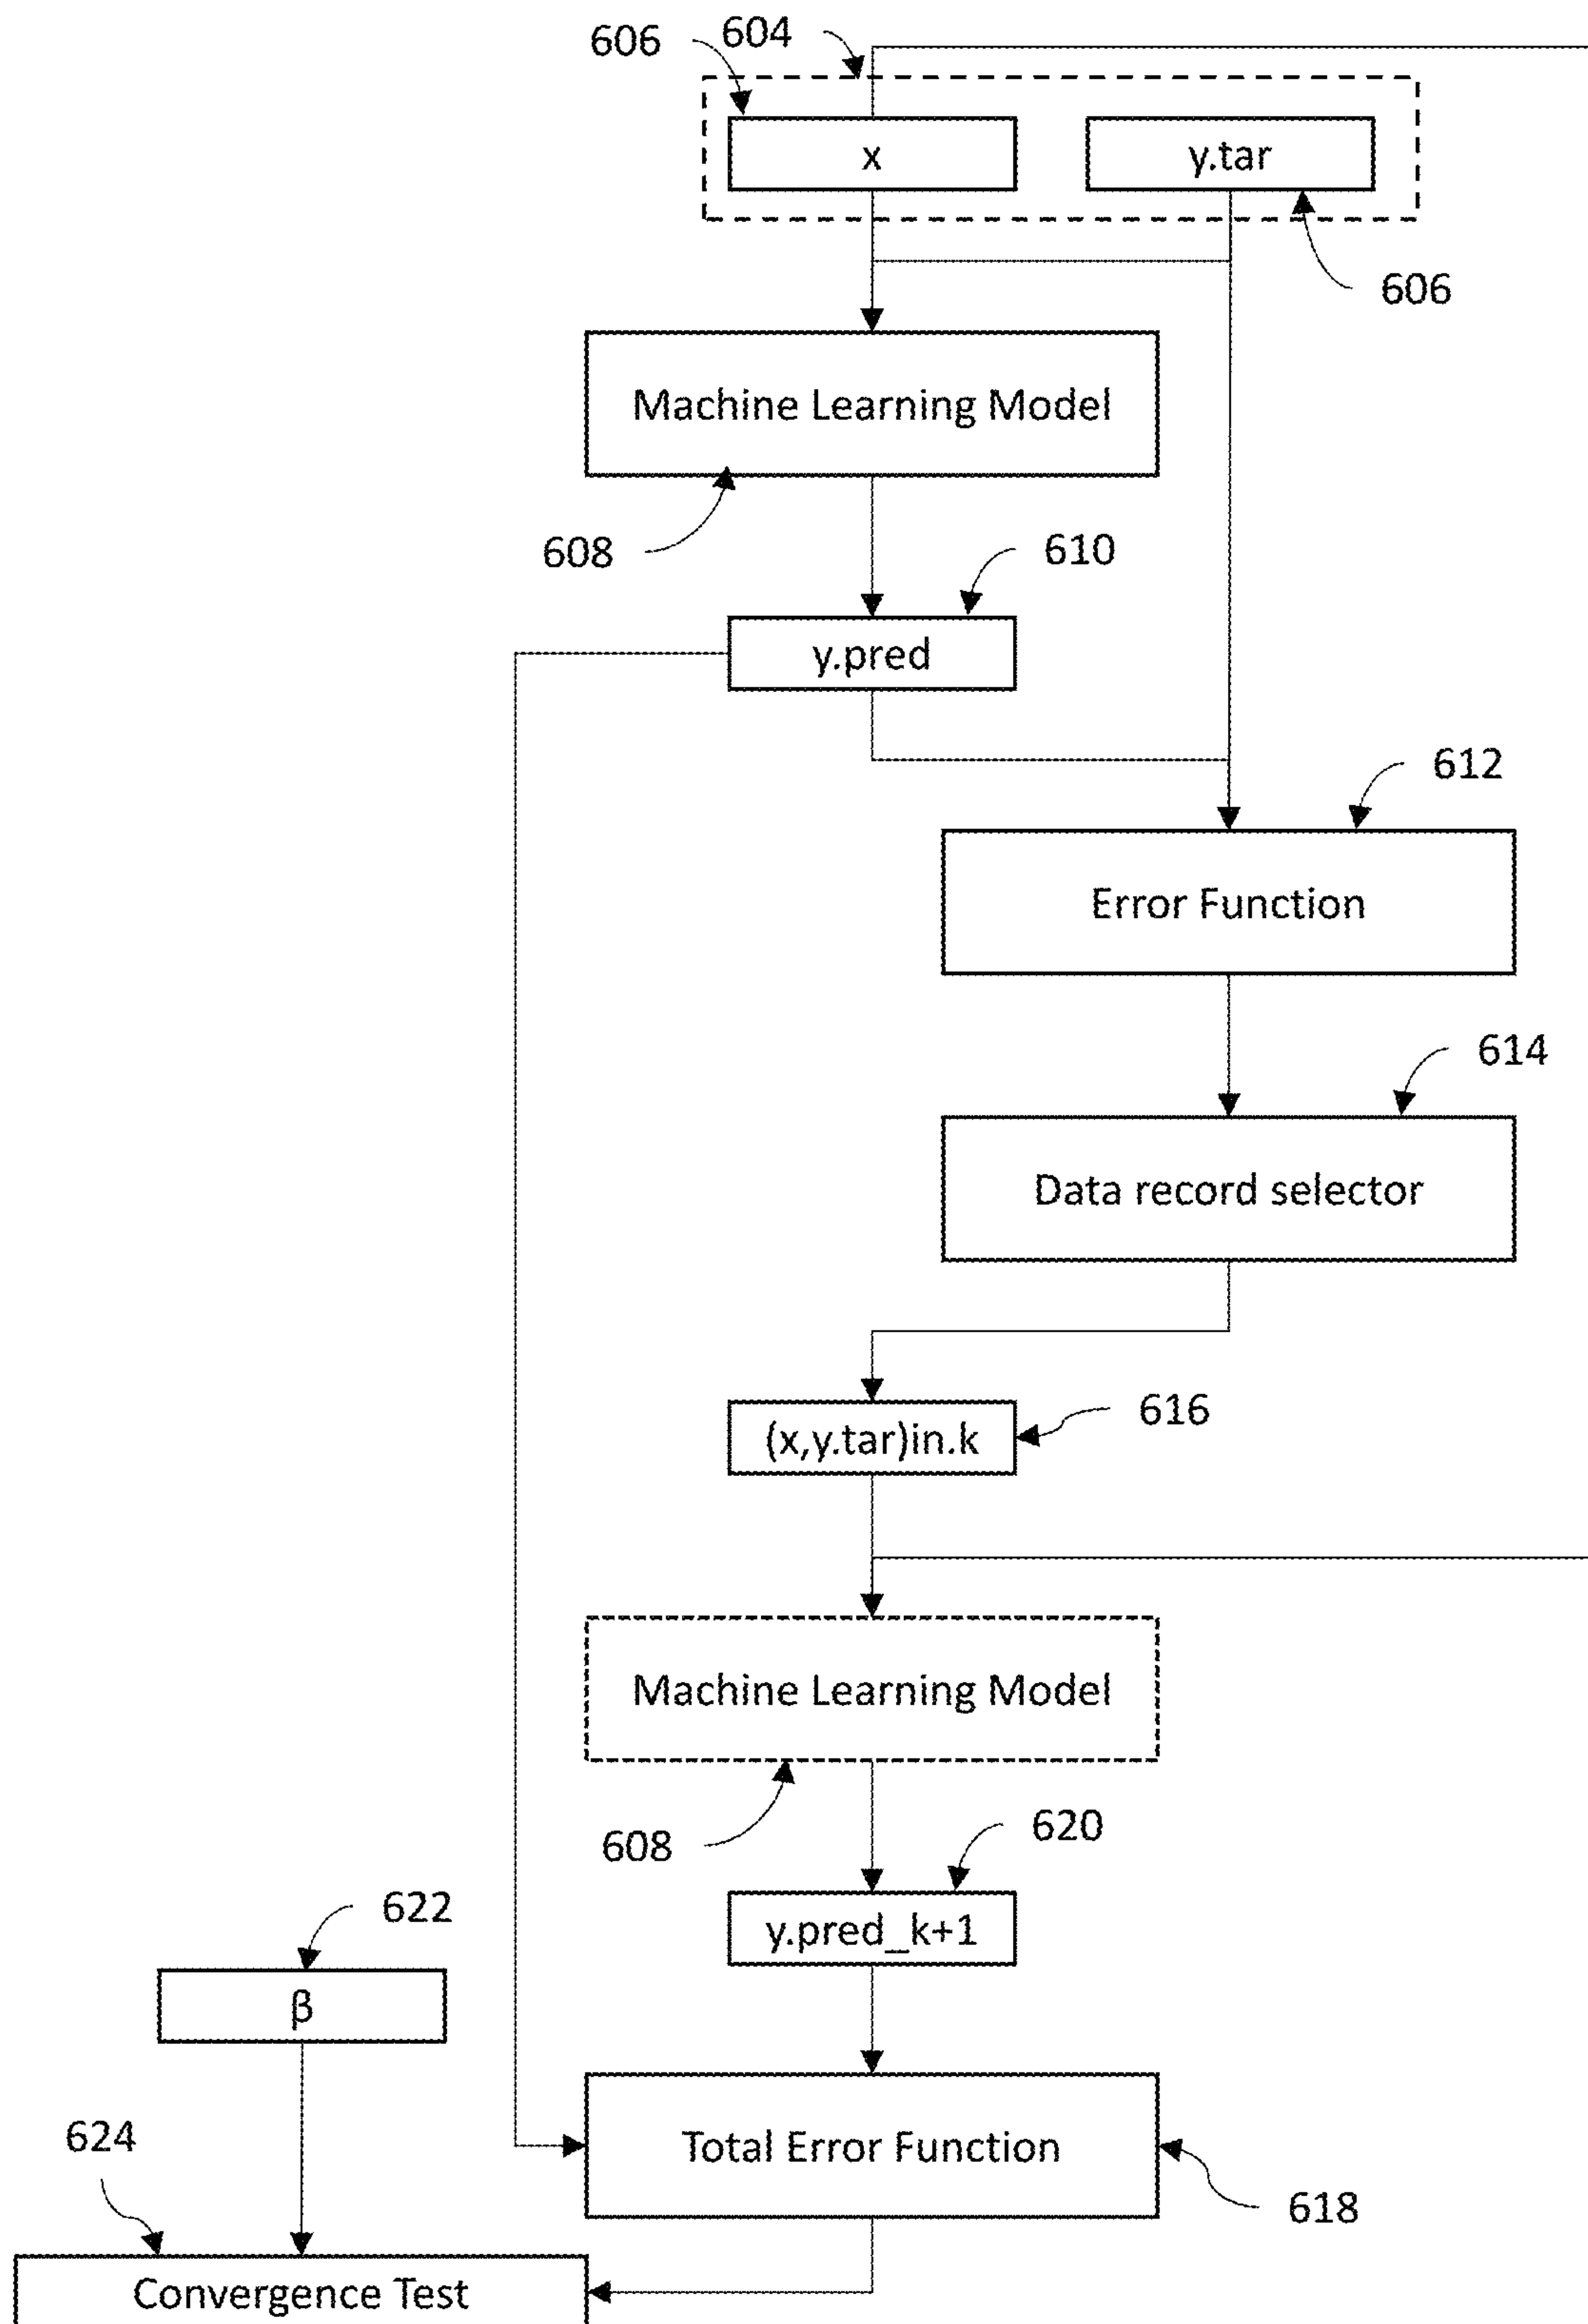 606
604
x
y.tar
606
Machine Learning Model
608
610
y.pred
612
Error Function
614
Data record selector
616
(x,y.tar)in.k
Machine Learning Model
608
620
622
y.pred_k+1
β
624
Total Error Function
618
Convergence Test